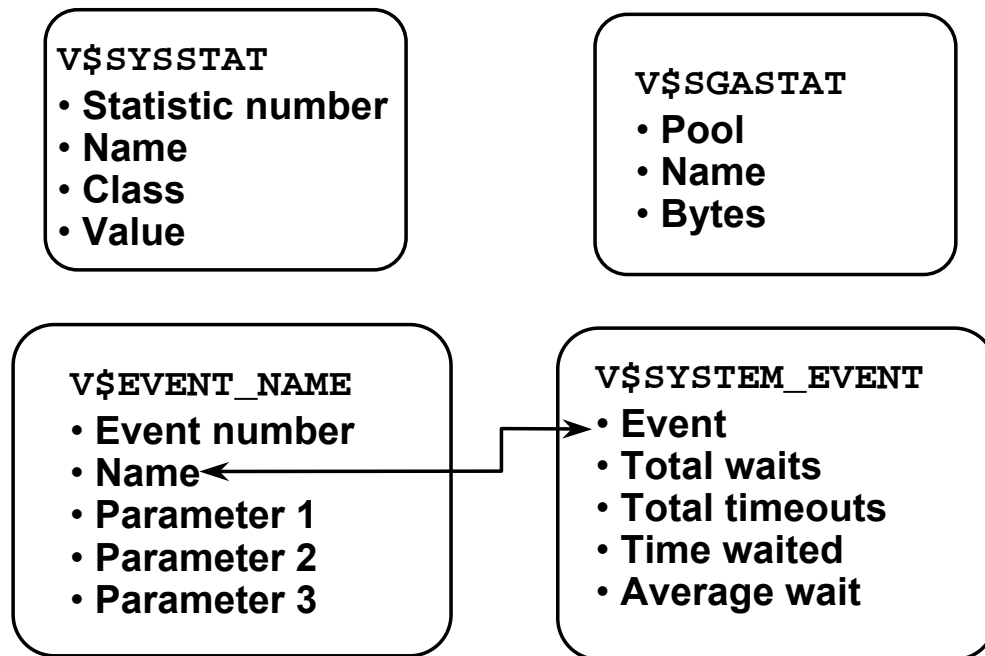 V$SYSSTAT
• Statistic number
• Name
• Class
• Value
V$SGASTAT
• Pool
• Name
• Bytes
V$EVENT_NAME
• Event number
• Name
• Parameter 1
• Parameter 2
• Parameter 3
V$SYSTEM_EVENT
• Event
• Total waits
• Total timeouts
• Time waited
• Average wait